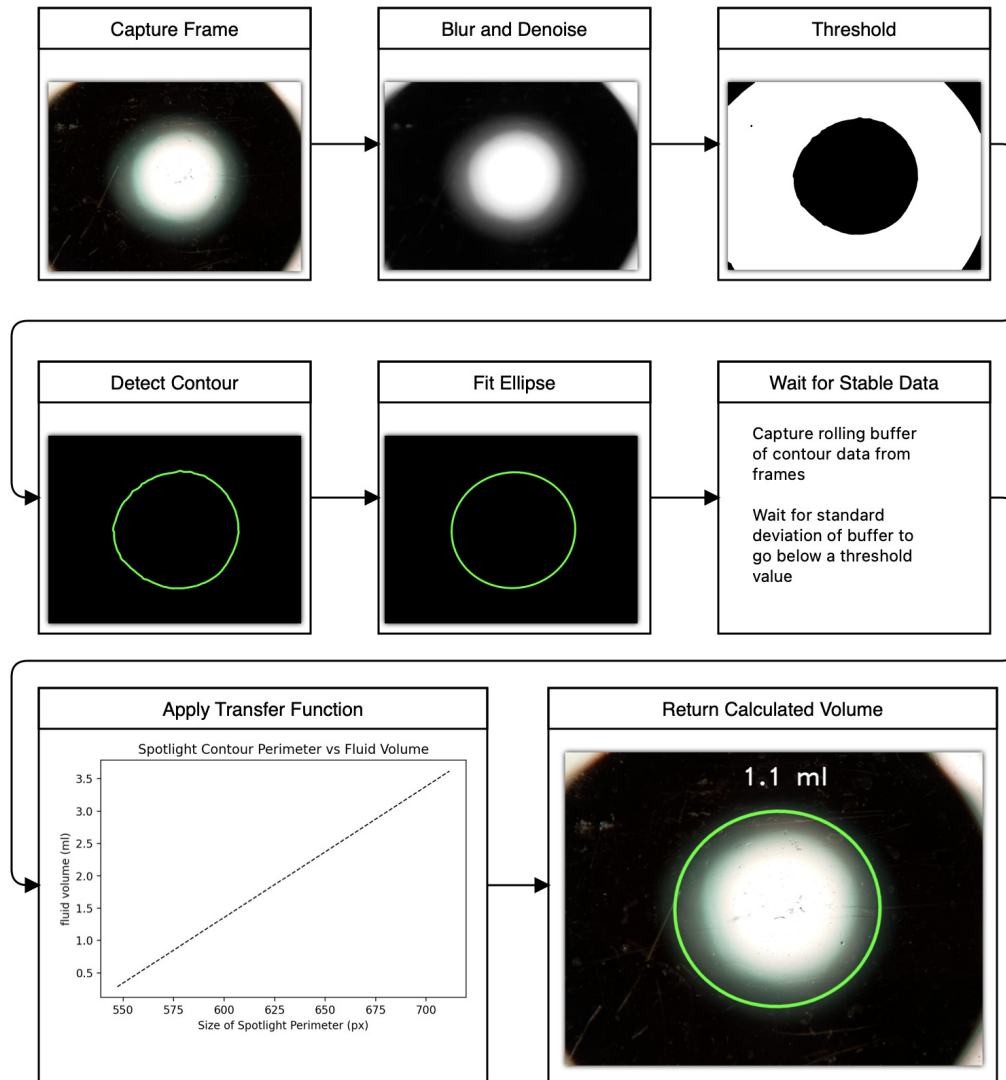 Capture Frame
Blur and Denoise
Threshold
Detect Contour
Fit Ellipse
Wait for Stable Data
Capture rolling buffer
of contour data from
frames
Wait for standard
deviation of buffer to
go below a threshold
value
Apply Transfer Function
Spotlight Contour Perimeter vs Fluid Volume
fluid volume (ml)
3.5
3.0
2.5
2.0
1.5
1.0
0.5
550 575 600 625 650 675 700
Size of Spotlight Perimeter (px)
Return Calculated Volume
1.1 ml